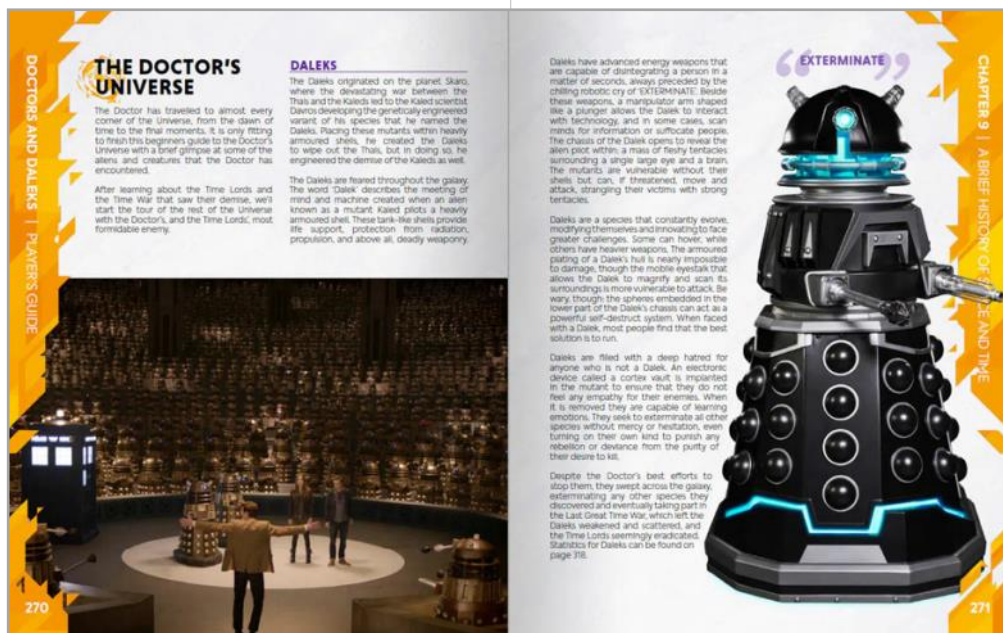 DOCTORS AND DALEKS | PLAYER'S GUIDE
THE DOCTOR'S
UNIVERSE
The Doctor has travelled to almost every
corner of the Universe, from the dawn of
time to the final moments. It is only fitting
to finish this beginners guide to the Doctor's
Universe with a brief glimpse at some of the
aliens and creatures that the Doctor has
encountered.
After learning about the Time Lords and
the Time War that saw their demise, we'll
start the tour of the rest of the Universe
with the Doctor's, and the Time Lords', most
formidable enemy.
DALEKS
The Daleks originated on the planet Skaro,
where the devastating war between the
Thals and the Kaleds led to the Kaled scientist
Davros developing the genetically engineered
variant of his species that he named the
Daleks. Placing these mutants within heavily
armoured shells, he created the Daleks
to wipe out the Thals, but in doing so, he
engineered the demise of the Kaleds as well.
The Daleks are feared throughout the galaxy.
The word 'Dalek' describes the meeting of
mind and machine created when an alien
known as a mutant Kaled pilots a heavily
armoured shell. These tank-like shells provide
life support, protection from radiation,
propulsion, and above all, deadly weaponry.
270
Daleks have advanced energy weapons that
are capable of disintegrating a person in a
matter of seconds, always preceded by the
chilling robotic cry of 'EXTERMINATE'. Beside
these weapons, a manipulator arm shaped
like a plunger allows the Dalek to interact
with technology, and in some cases, scan
minds for information or suffocate people.
The chassis of the Dalek opens to reveal the
alien pilot within; a mass of fleshy tentacles
surrounding a single large eye and a brain.
The mutants are vulnerable without their
shells but can, if threatened, move and
attack, strangling their victims with strong
tentacles.
Daleks are a species that constantly evolve,
modifying themselves and innovating to face
greater challenges. Some can hover, while
others have heavier weapons. The armoured
plating of a Dalek's hull is nearly impossible
to damage, though the mobile eyestalk that
allows the Dalek to magnify and scan its
surroundings is more vulnerable to attack. Be
wary, though: the spheres embedded in the
lower part of the Dalek's chassis can act as a
powerful self-destruct system. When faced
with a Dalek, most people find that the best
solution is to run.
Daleks are filled with a deep hatred for
anyone who is not a Dalek. An electronic
device called a cortex vault is implanted
in the mutant to ensure that they do not
feel any empathy for their enemies. When
it is removed they are capable of learning
emotions. They seek to exterminate all other
species without mercy or hesitation, even
turning on their own kind to punish any
rebellion or deviance from the purity of
their desire to kill.
Despite the Doctor's best efforts to
stop them, they swept across the galaxy,
exterminating any other species they
discovered and eventually taking part in
the Last Great Time War, which left the
Daleks weakened and scattered, and
the Time Lords seemingly eradicated.
Statistics for Daleks can be found on
page 318.
“EXTERMINATE”
CHAPTER 9 | A BRIEF HISTORY OF AND TIME
271